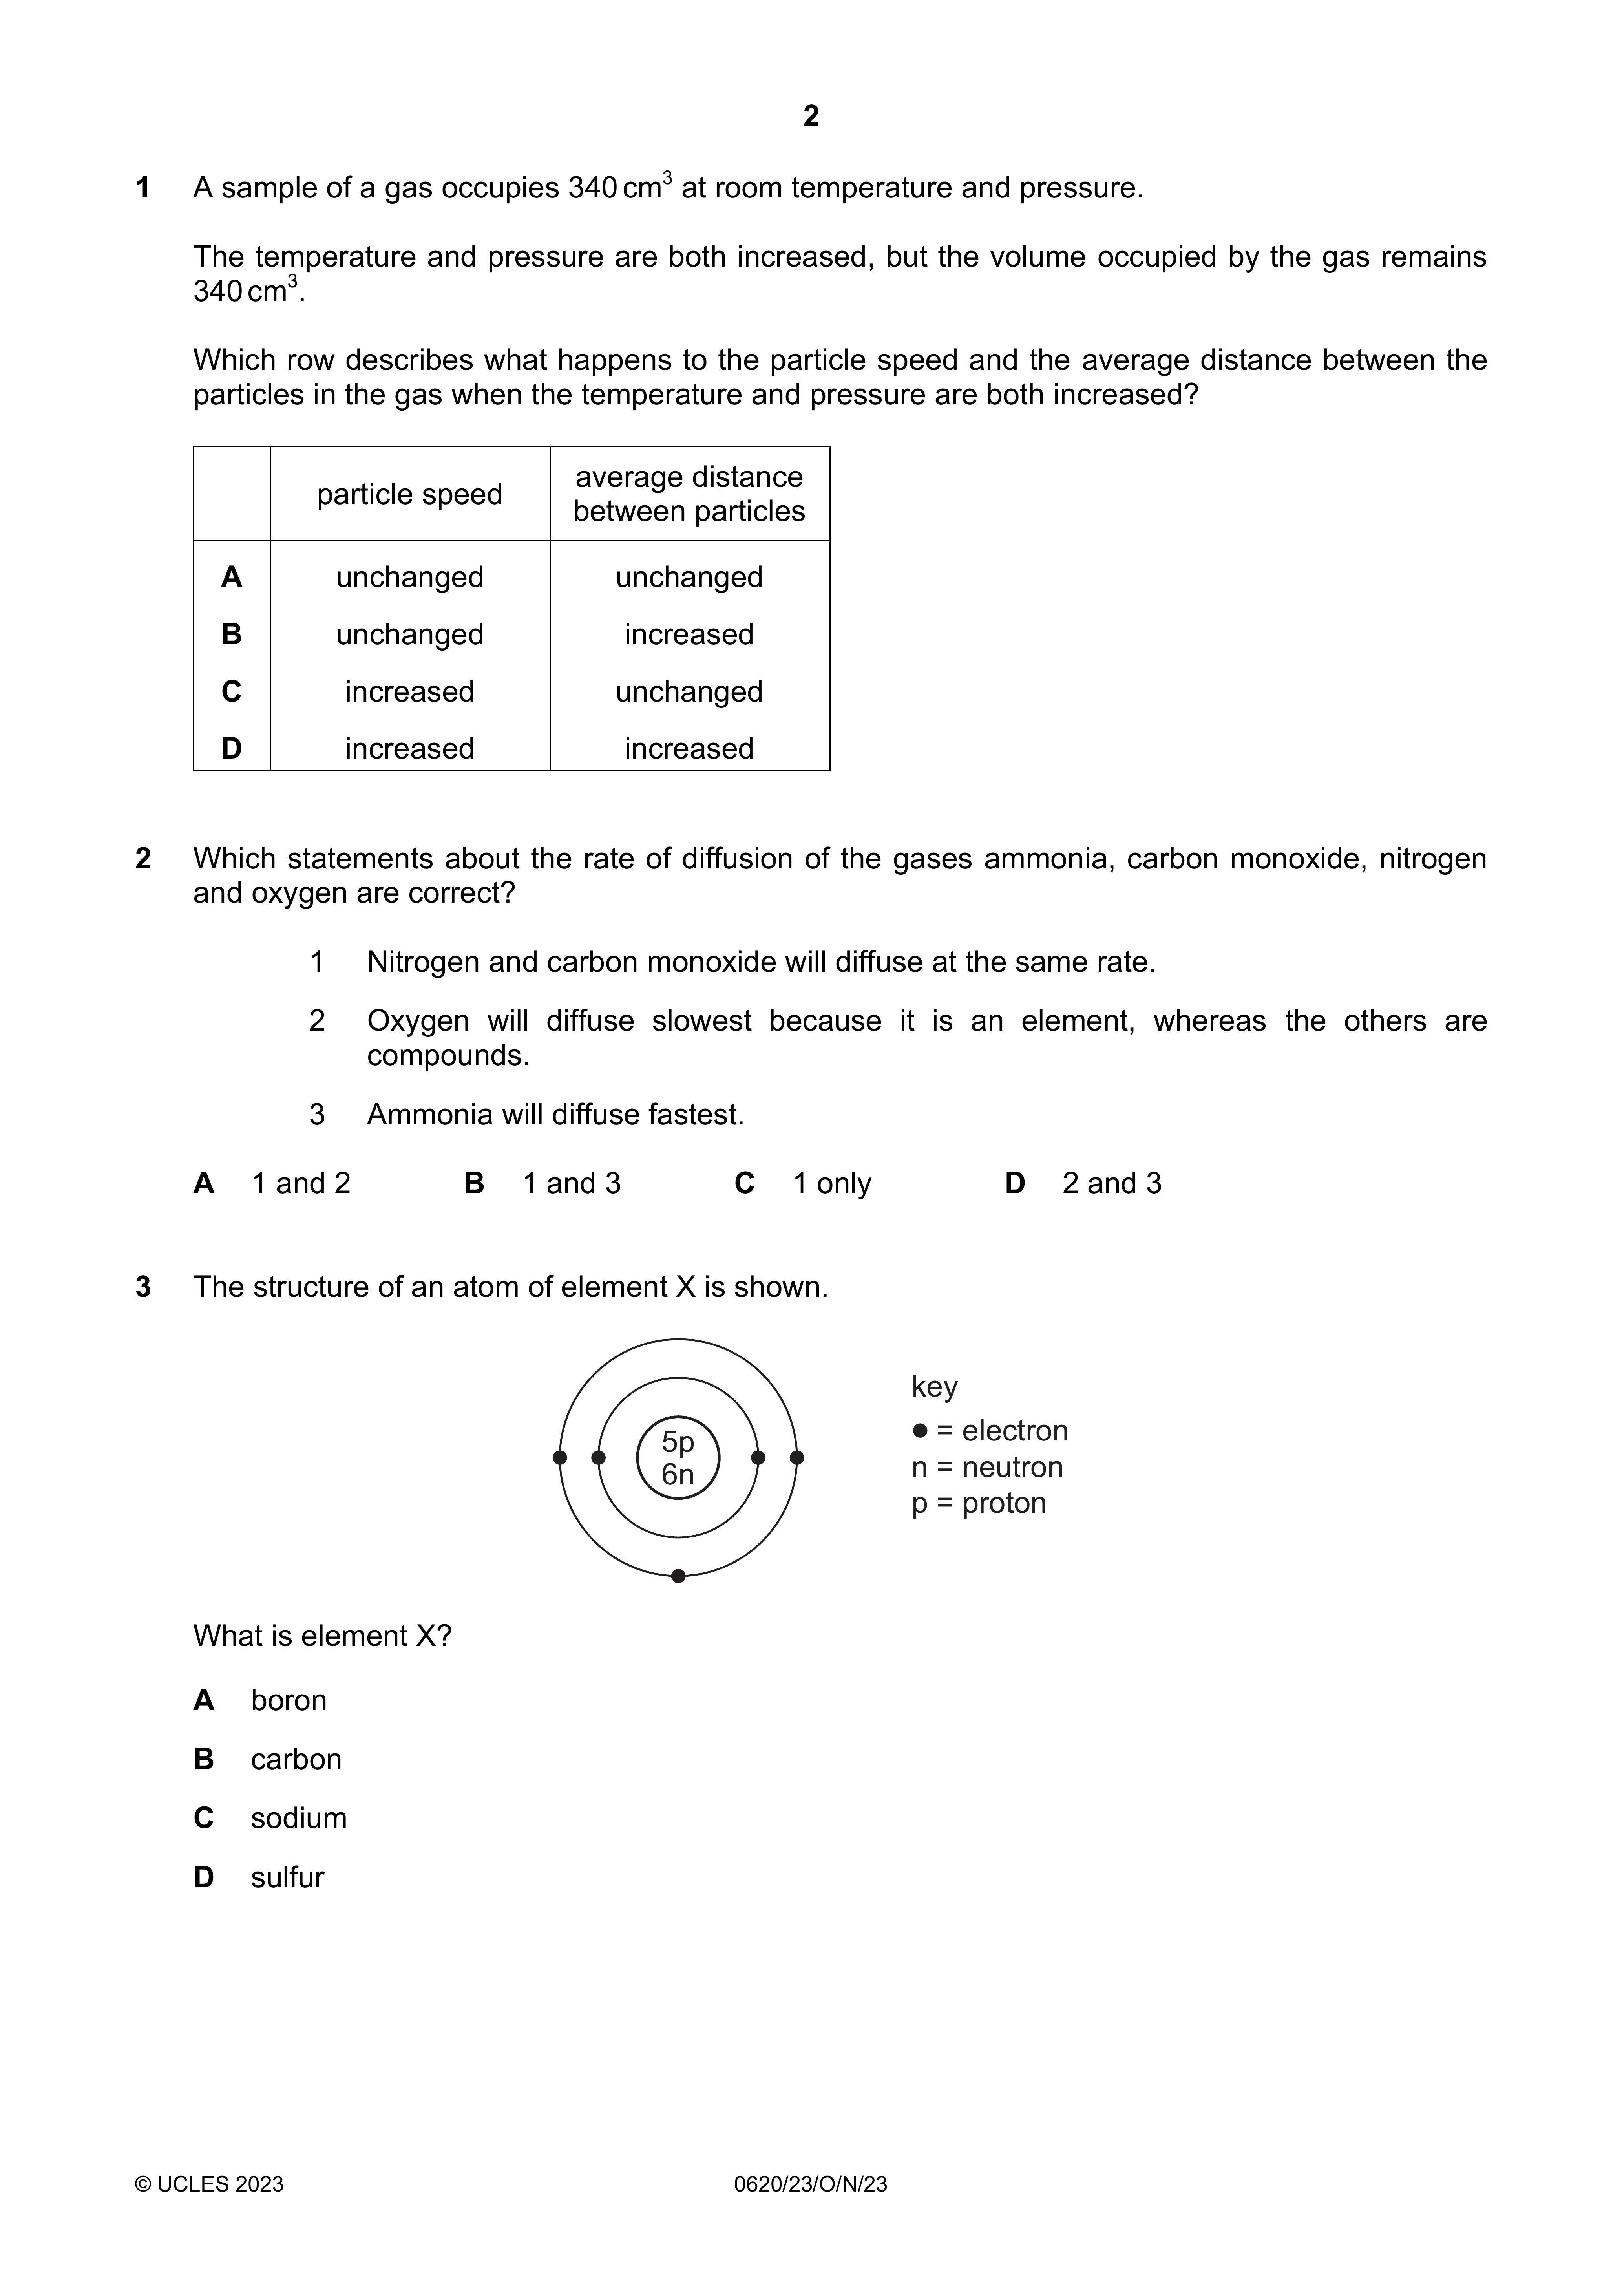 2
1 A sample of a gas occupies 340 cm³ at room temperature and pressure.
The temperature and pressure are both increased, but the volume occupied by the gas remains
340 cm³.
Which row describes what happens to the particle speed and the average distance between the
particles in the gas when the temperature and pressure are both increased?
particle speed average distance
between particles
A unchanged unchanged
B unchanged increased
C increased unchanged
D increased increased
2 Which statements about the rate of diffusion of the gases ammonia, carbon monoxide, nitrogen
and oxygen are correct?
1 Nitrogen and carbon monoxide will diffuse at the same rate.
2 Oxygen will diffuse slowest because it is an element, whereas the others are
compounds.
3 Ammonia will diffuse fastest.
A 1 and 2 B 1 and 3 C 1 only D 2 and 3
3 The structure of an atom of element X is shown.
5p
6n
key
● = electron
n = neutron
p = proton
What is element X?
A boron
B carbon
C sodium
D sulfur
© UCLES 2023 0620/23/O/N/23